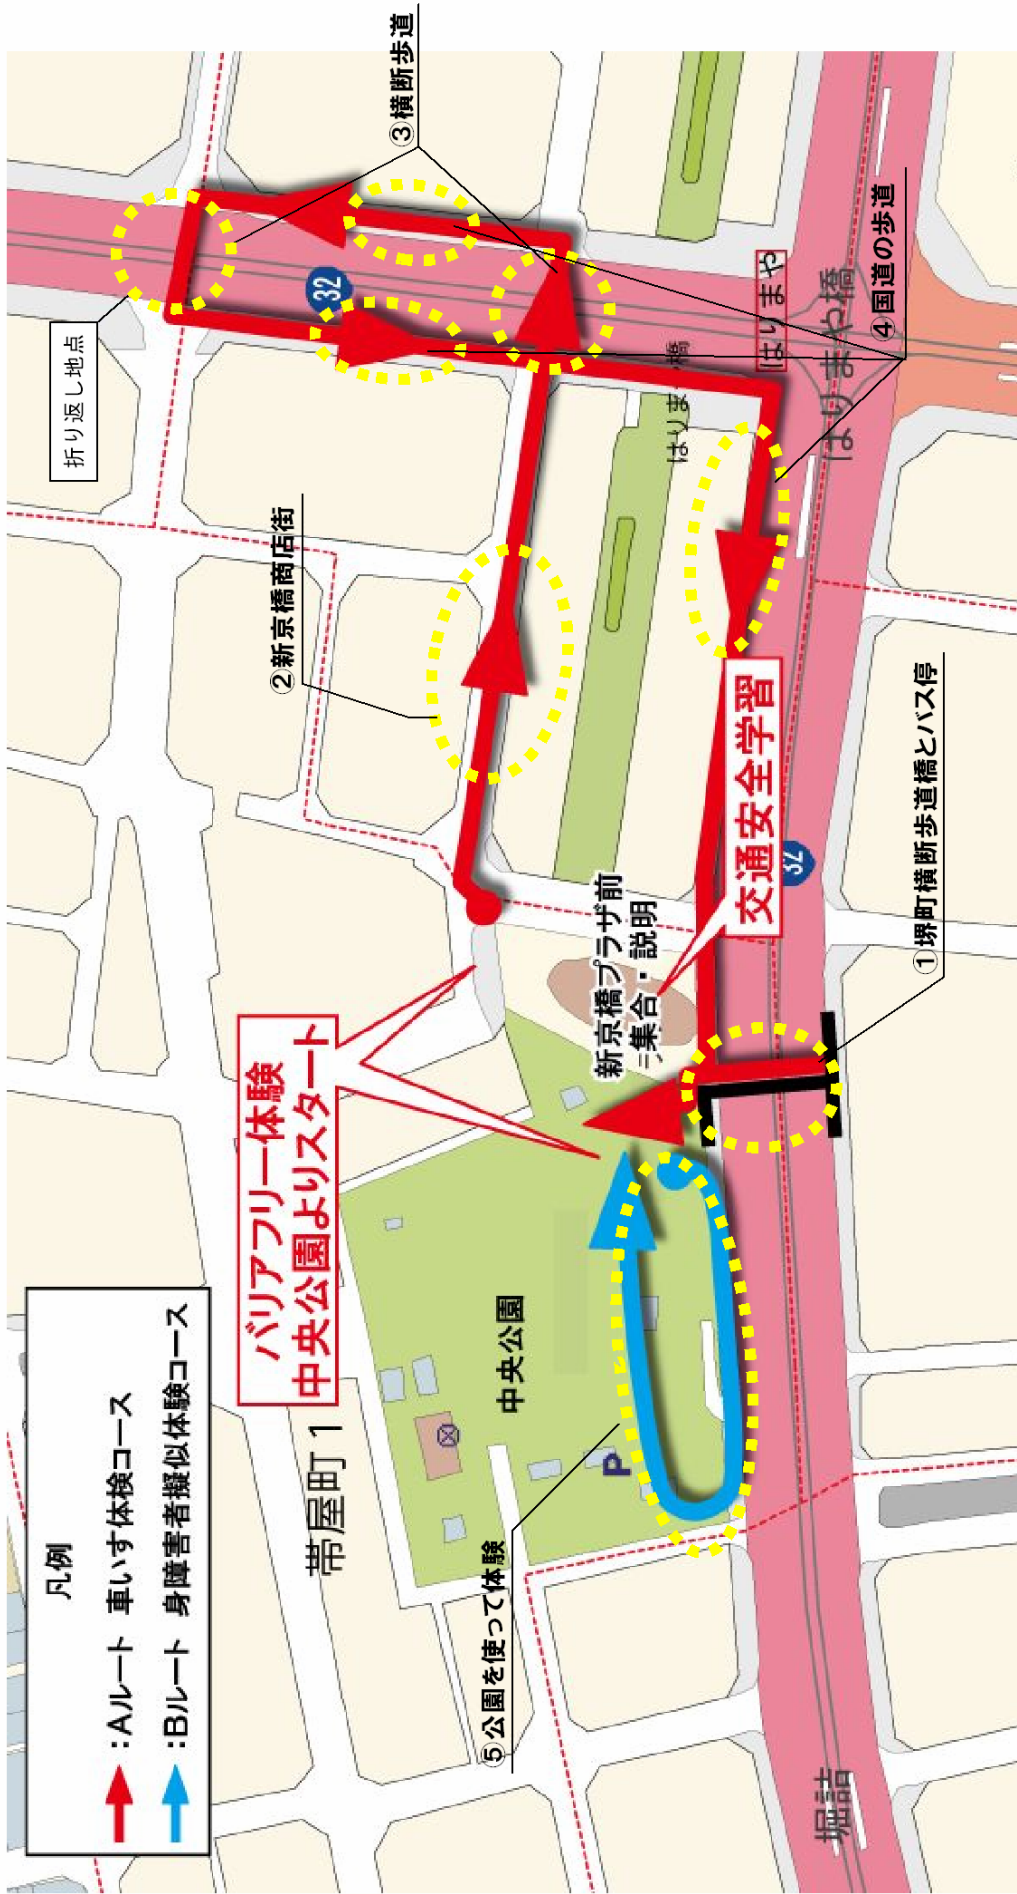 凡例
:Aルート 車いす体検コース
:Bルート 身障害者擬似体験コース
バリアフリー体験
中央公園よりスタート
帯屋町 1
中央公園
P
⑤公園を使って体験
堀詰
新京橋プラザ前
=集合・説明
交通安全学習
32
①堺町横断歩道橋とバス停
②新京橋商店街
折り返し地点
32
③横断歩道
④国道の歩道
はりまや橋
はりまや
はりまや橋